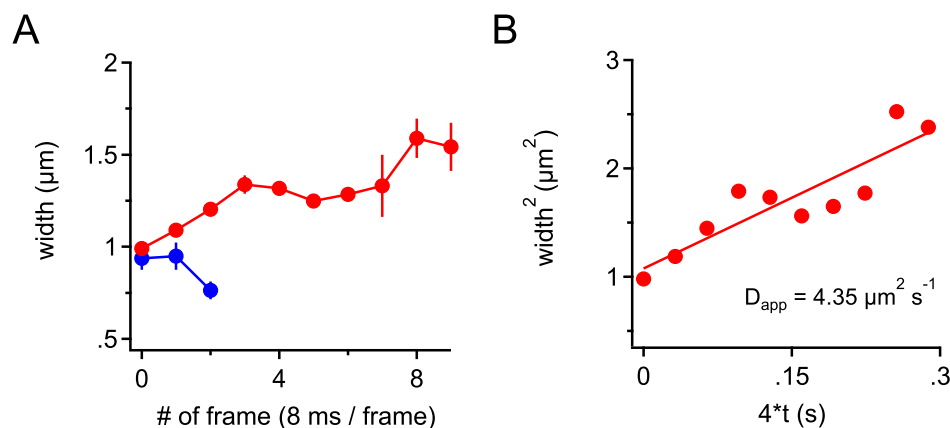 A
2
1.5
1
.5
width (µm)
0
4
8
# of frame (8 ms / frame)
B
3
2
1
width² (µm²)
D_app = 4.35 µm² s⁻¹
0
.15
.3
4*t (s)